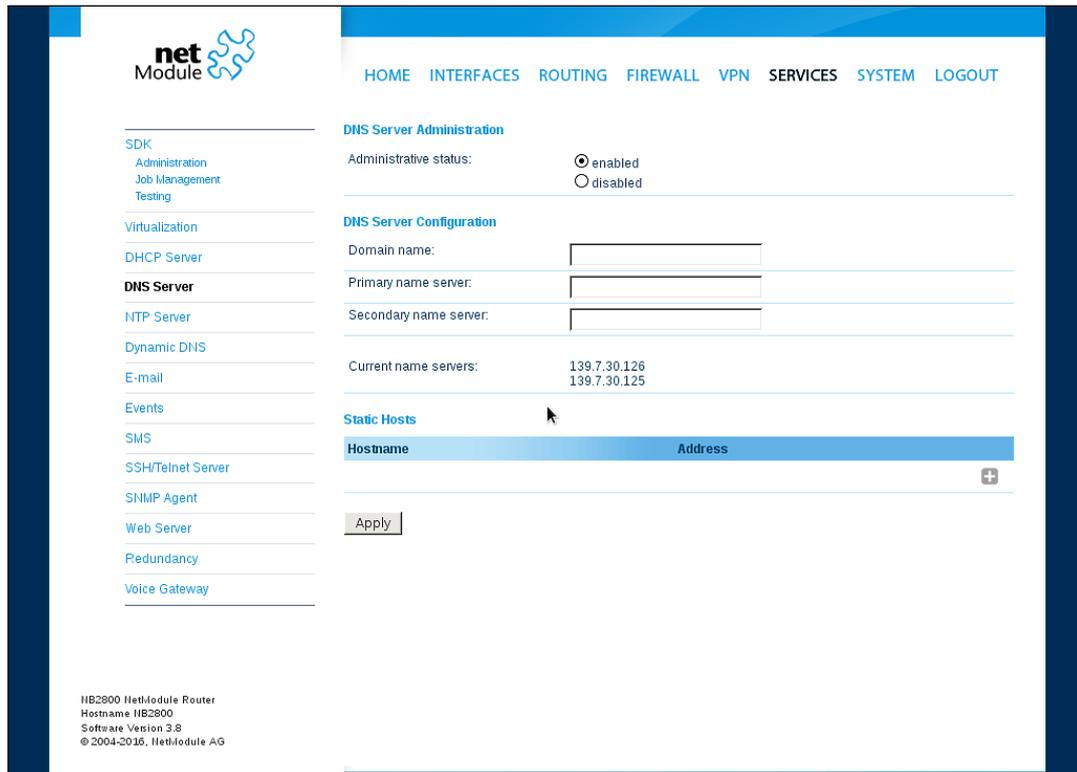 net
Module
HOME INTERFACES ROUTING FIREWALL VPN SERVICES SYSTEM LOGOUT
SDK
Administration
Job Management
Testing
Virtualization
DHCP Server
DNS Server
NTP Server
Dynamic DNS
E-mail
Events
SMS
SSH/Telnet Server
SNMP Agent
Web Server
Redundancy
Voice Gateway
DNS Server Administration
Administrative status: enabled
disabled
DNS Server Configuration
Domain name:
Primary name server:
Secondary name server:
Current name servers: 139.7.30.126
139.7.30.125
Static Hosts
Hostname Address
Apply
NB2800 NetModule Router
Hostname NB2800
Software Version 3.8
© 2004-2016, NetModule AG